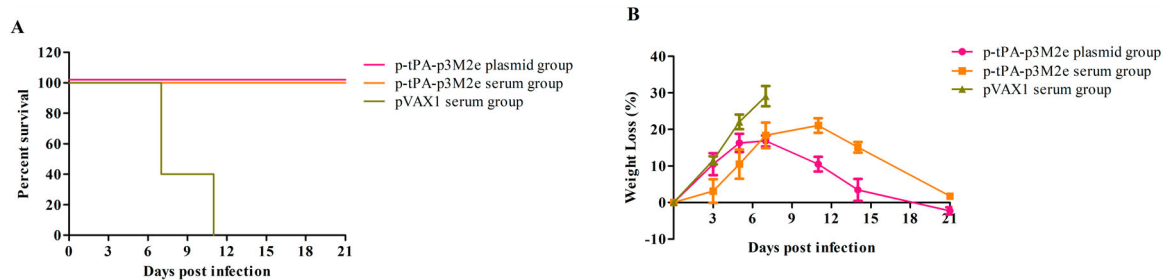 A
Percent survival
120
100
80
60
40
20
0
0 3 6 7 9 11 12 15 18 21
Days post infection
p-tPA-p3M2e plasmid group
p-tPA-p3M2e serum group
pVAX1 serum group
B
Weight Loss (%)
40
30
20
10
0
-10
3 6 9 12 15 18 21
Days post infection
p-tPA-p3M2e plasmid group
p-tPA-p3M2e serum group
pVAX1 serum group